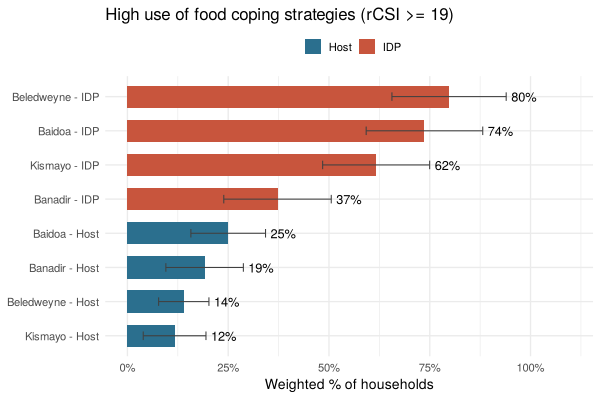 High use of food coping strategies (rCSI >= 19)
Host IDP
Beledweyne - IDP 80%
Baidoa - IDP 74%
Kismayo - IDP 62%
Banadir - IDP 37%
Baidoa - Host 25%
Banadir - Host 19%
Beledweyne - Host 14%
Kismayo - Host 12%
0% 25% 50% 75% 100%
Weighted % of households